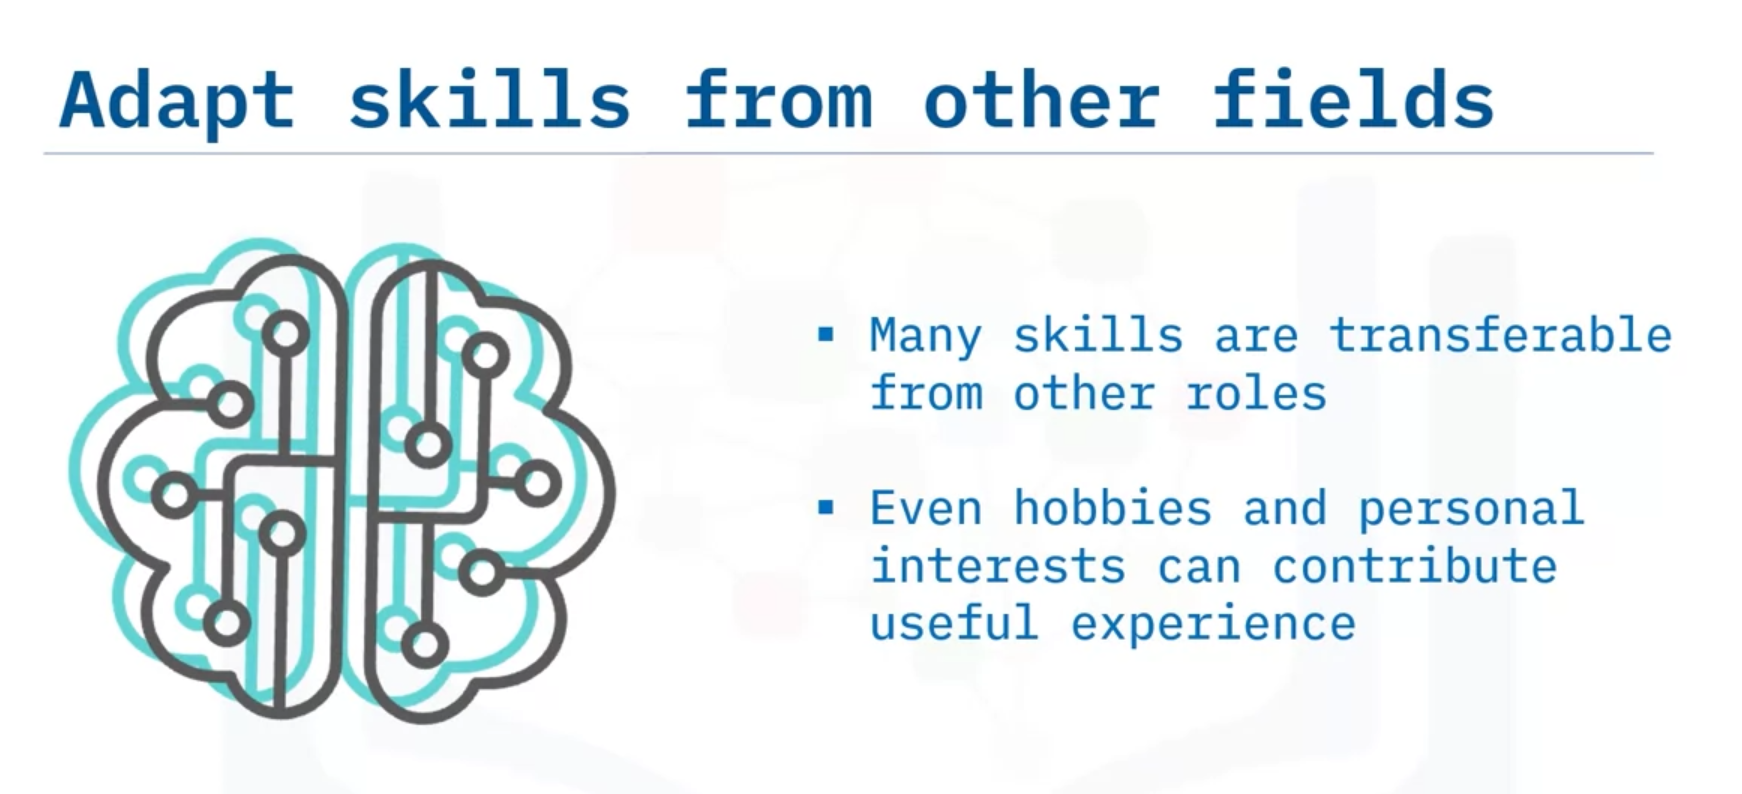 Adapt skills from other fields
▪ Many skills are transferable
from other roles
▪ Even hobbies and personal
interests can contribute
useful experience